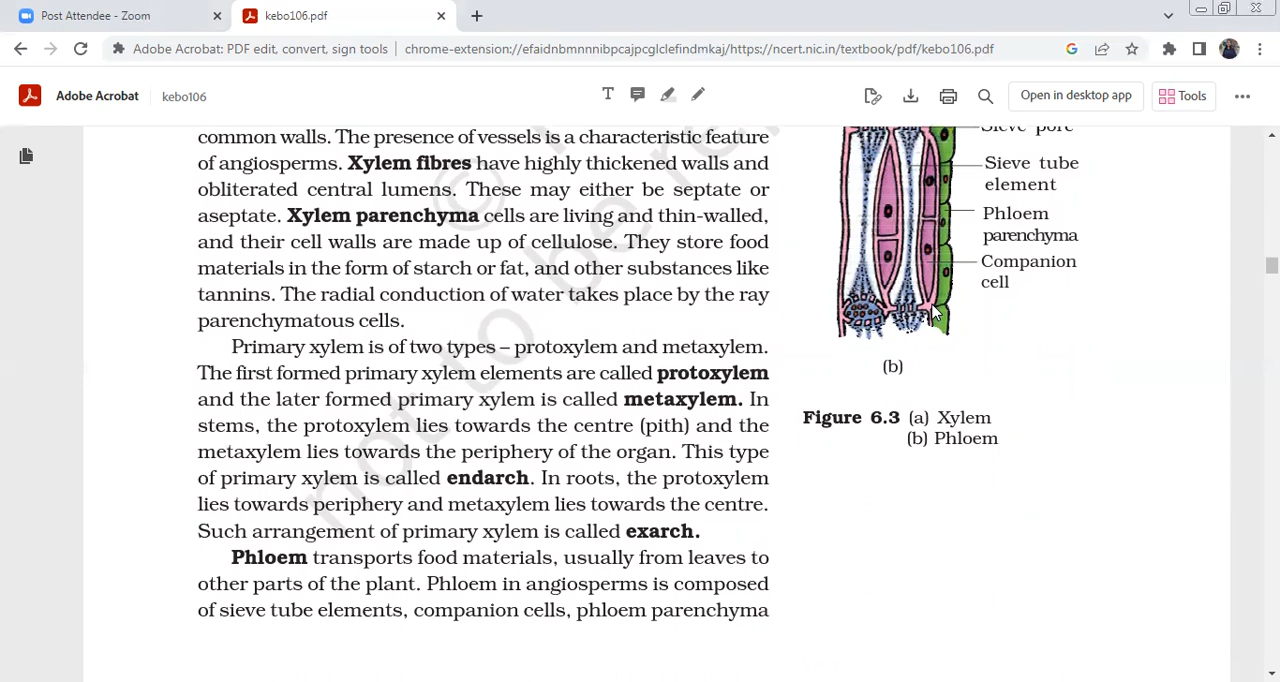 Post Attendee - Zoom
kebo106.pdf
Adobe Acrobat: PDF edit, convert, sign tools | chrome-extension://efaidnbmnnnibpcajpcglclefindmkaj/https://ncert.nic.in/textbook/pdf/kebo106.pdf
Adobe Acrobat
kebo106
Open in desktop app
Tools
common walls. The presence of vessels is a characteristic feature
of angiosperms. Xylem fibres have highly thickened walls and
obliterated central lumens. These may either be septate or
aseptate. Xylem parenchyma cells are living and thin-walled,
and their cell walls are made up of cellulose. They store food
materials in the form of starch or fat, and other substances like
tannins. The radial conduction of water takes place by the ray
parenchymatous cells.
Primary xylem is of two types – protoxylem and metaxylem.
The first formed primary xylem elements are called protoxylem
and the later formed primary xylem is called metaxylem. In
stems, the protoxylem lies towards the centre (pith) and the
metaxylem lies towards the periphery of the organ. This type
of primary xylem is called endarch. In roots, the protoxylem
lies towards periphery and metaxylem lies towards the centre.
Such arrangement of primary xylem is called exarch.
Phloem transports food materials, usually from leaves to
other parts of the plant. Phloem in angiosperms is composed
of sieve tube elements, companion cells, phloem parenchyma
Sieve pore
Sieve tube
element
Phloem
parenchyma
Companion
cell
(b)
Figure 6.3 (a) Xylem
(b) Phloem
©
not to be re